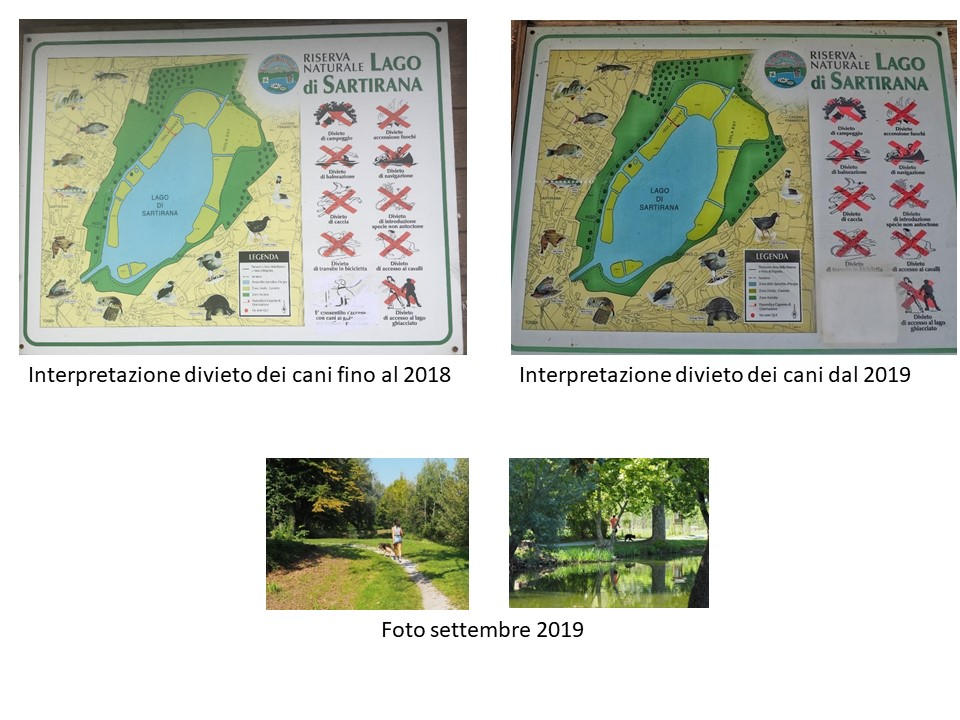 RISERVA
NATURALE LAGO
di SARTIRANA
Divieto
di campeggio
Divieto
accensione fuochi
Divieto
di balneazione
Divieto
di navigazione
Divieto
di caccia
Divieto
di introduzione
specie non autoctone
Divieto
di transito in bicicletta
Divieto
di accesso ai cavalli
E' consentito l'accesso
con cani al
Divieto
di accesso al lago
ghiacciato
LAGO
DI
SARTIRANA
LEGENDA
RISERVA
NATURALE LAGO
di SARTIRANA
Divieto
di campeggio
Divieto
accensione fuochi
Divieto
di balneazione
Divieto
di navigazione
Divieto
di caccia
Divieto
di introduzione
specie non autoctone
Divieto
di transito in bicicletta
Divieto
di accesso ai cavalli
Divieto
di accesso al lago
ghiacciato
LAGO
DI
SARTIRANA
LEGENDA
Interpretazione divieto dei cani fino al 2018
Interpretazione divieto dei cani dal 2019
Foto settembre 2019